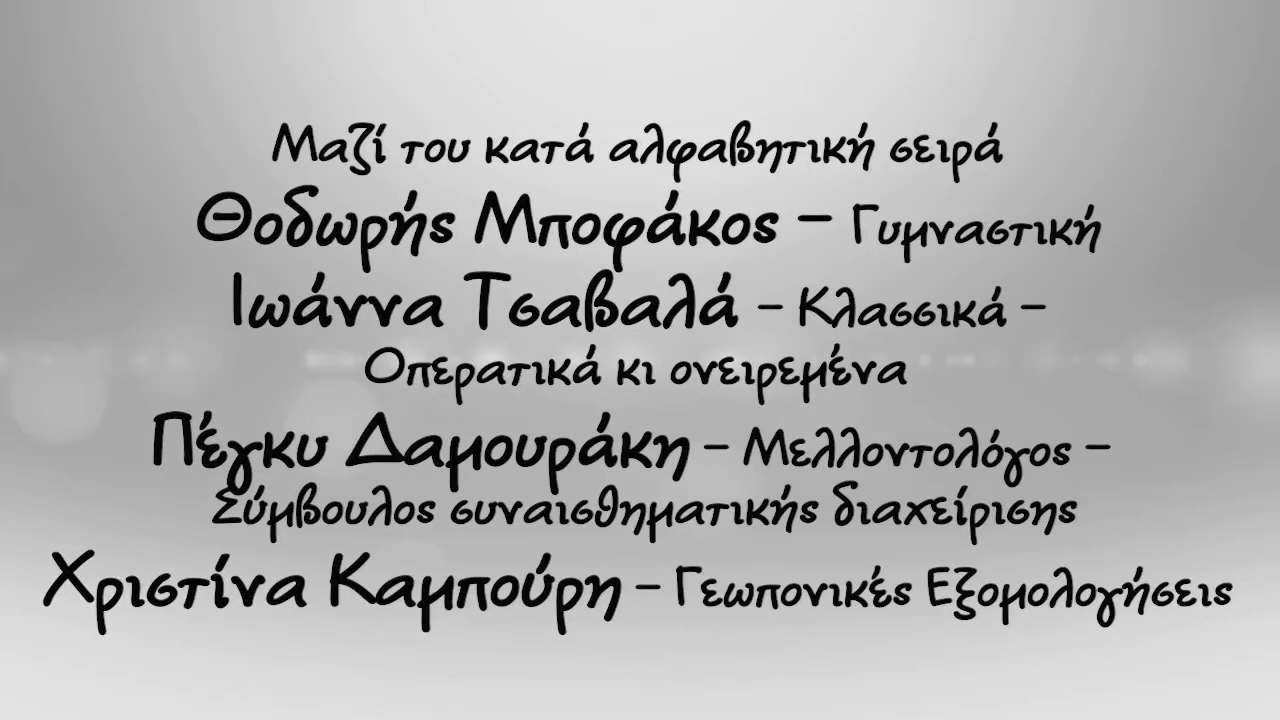 Μαζί του κατά αλφαβητική σειρά
Θοδωρής Μποφάκος – Γυμναστική
Ιωάννα Τσαβαλά – Κλασσικά –
Οπερατικά κι ονειρεμένα
Πέγκυ Δαμουράκη – Μελλοντολόγος –
Σύμβουλος συναισθηματικής διαχείρισης
Χριστίνα Καμπούρη – Γεωπονικές Εξομολογήσεις